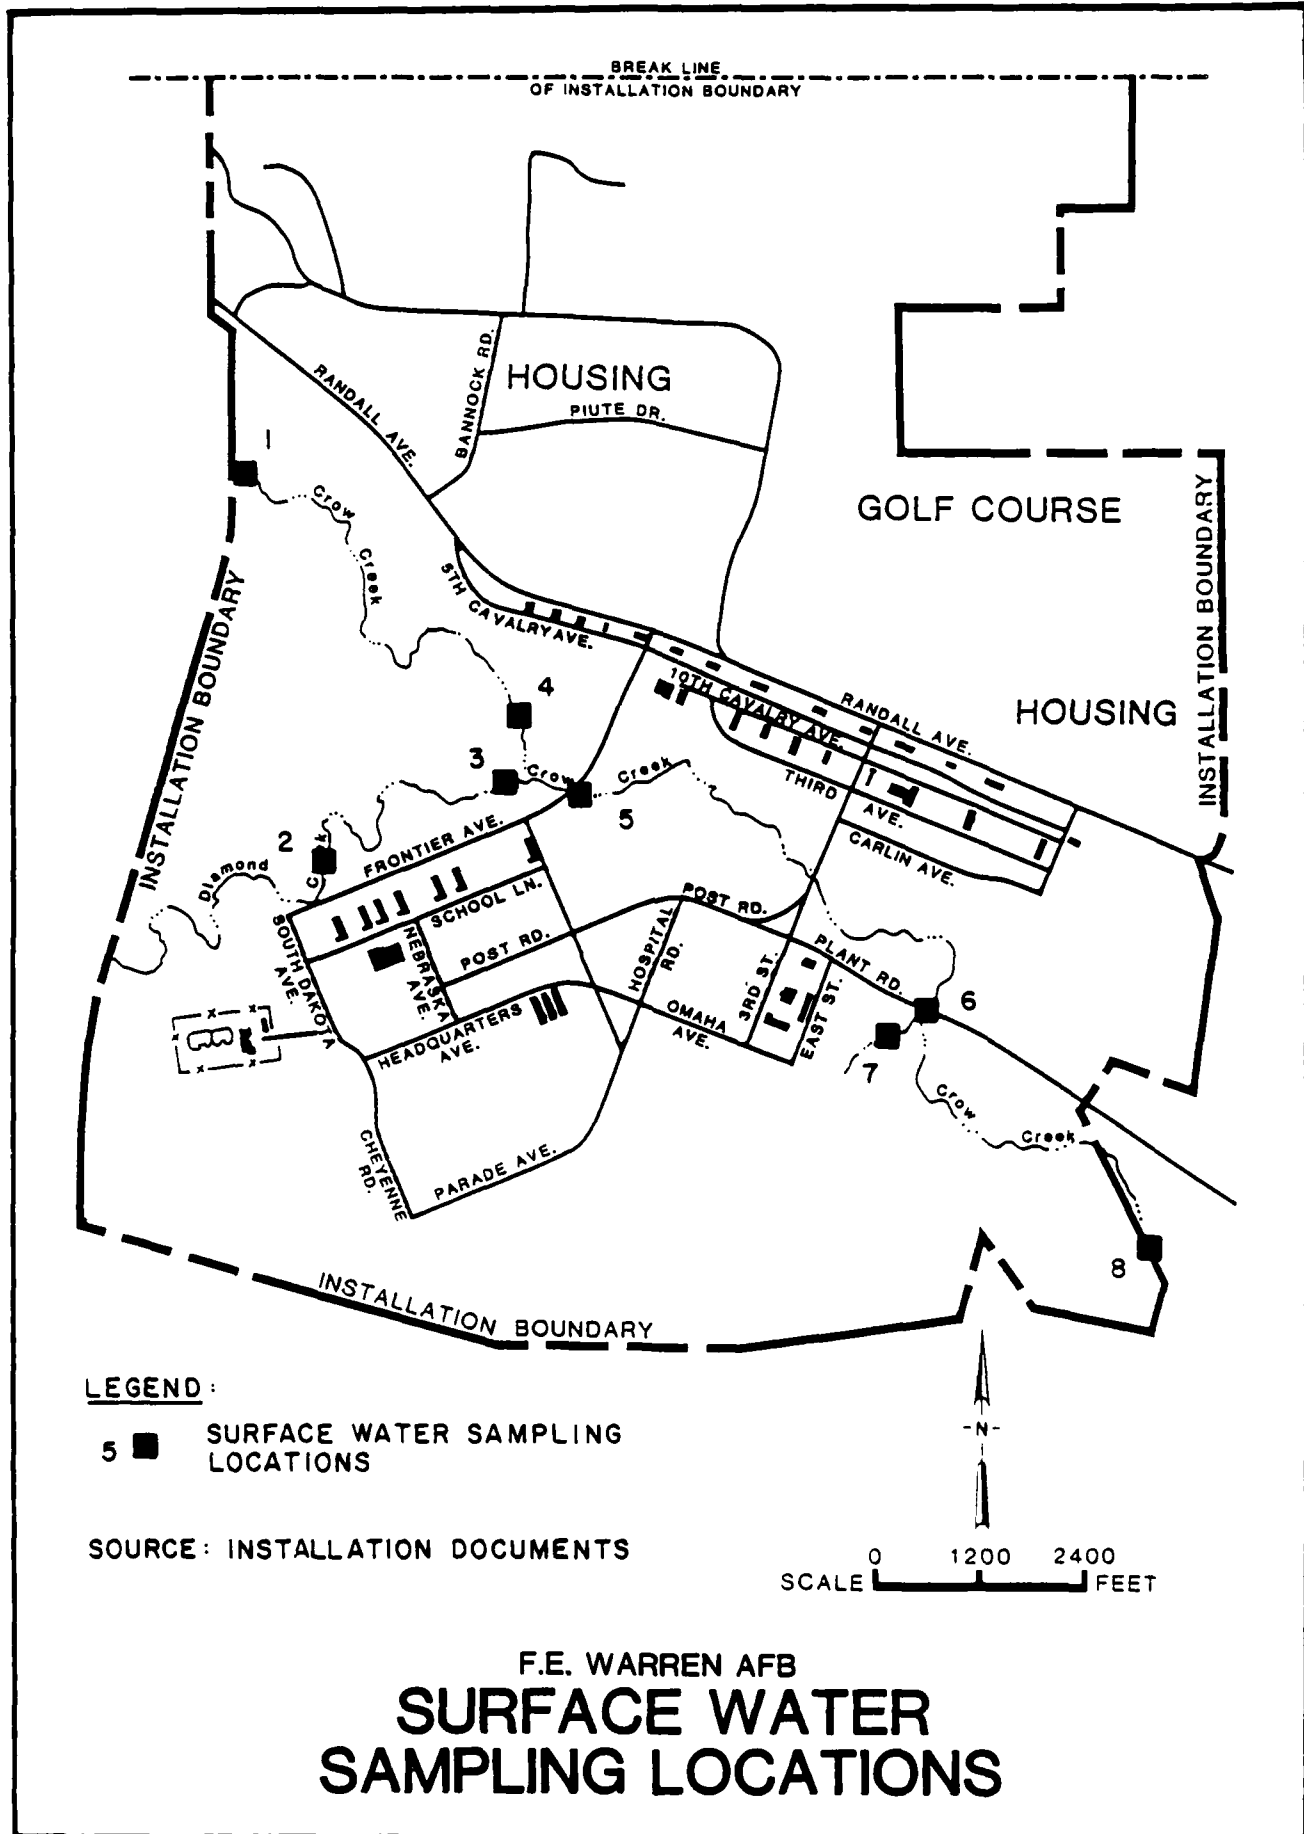 BREAK LINE
OF INSTALLATION BOUNDARY
HOUSING
BANNOCK RD.
PIUTE DR.
RANDALL AVE.
1
Crow
Creek
GOLF COURSE
INSTALLATION BOUNDARY
INSTALLATION BOUNDARY
5TH CAVALRY AVE.
4
10TH CAVALRY AVE.
RANDALL AVE.
HOUSING
3
Crow
Creek
5
THIRD
AVE.
CARLIN AVE.
2
Diamond
FRONTIER AVE.
SCHOOL LN.
SOUTH DAKOTA
AVE.
NEBRASKA
AVE.
POST RD.
POST RD.
HOSPITAL
RD.
PLANT RD.
3RD ST.
EAST ST.
OMAHA
AVE.
HEADQUARTERS
AVE.
6
7
Crow
Creek
CHEYENNE
RD.
PARADE AVE.
8
INSTALLATION BOUNDARY
LEGEND:
5 SURFACE WATER SAMPLING
LOCATIONS
-N-
SOURCE: INSTALLATION DOCUMENTS
0 1200 2400
SCALE FEET
F.E. WARREN AFB
SURFACE WATER
SAMPLING LOCATIONS